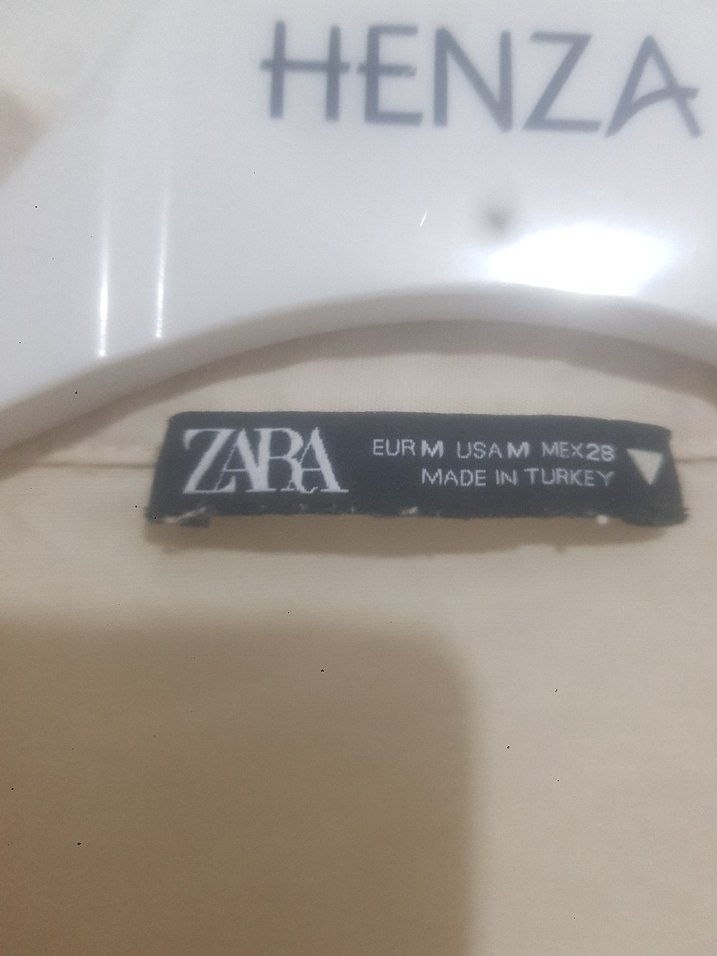 HENZA
ZARA
EUR M USA M MEX 28
MADE IN TURKEY